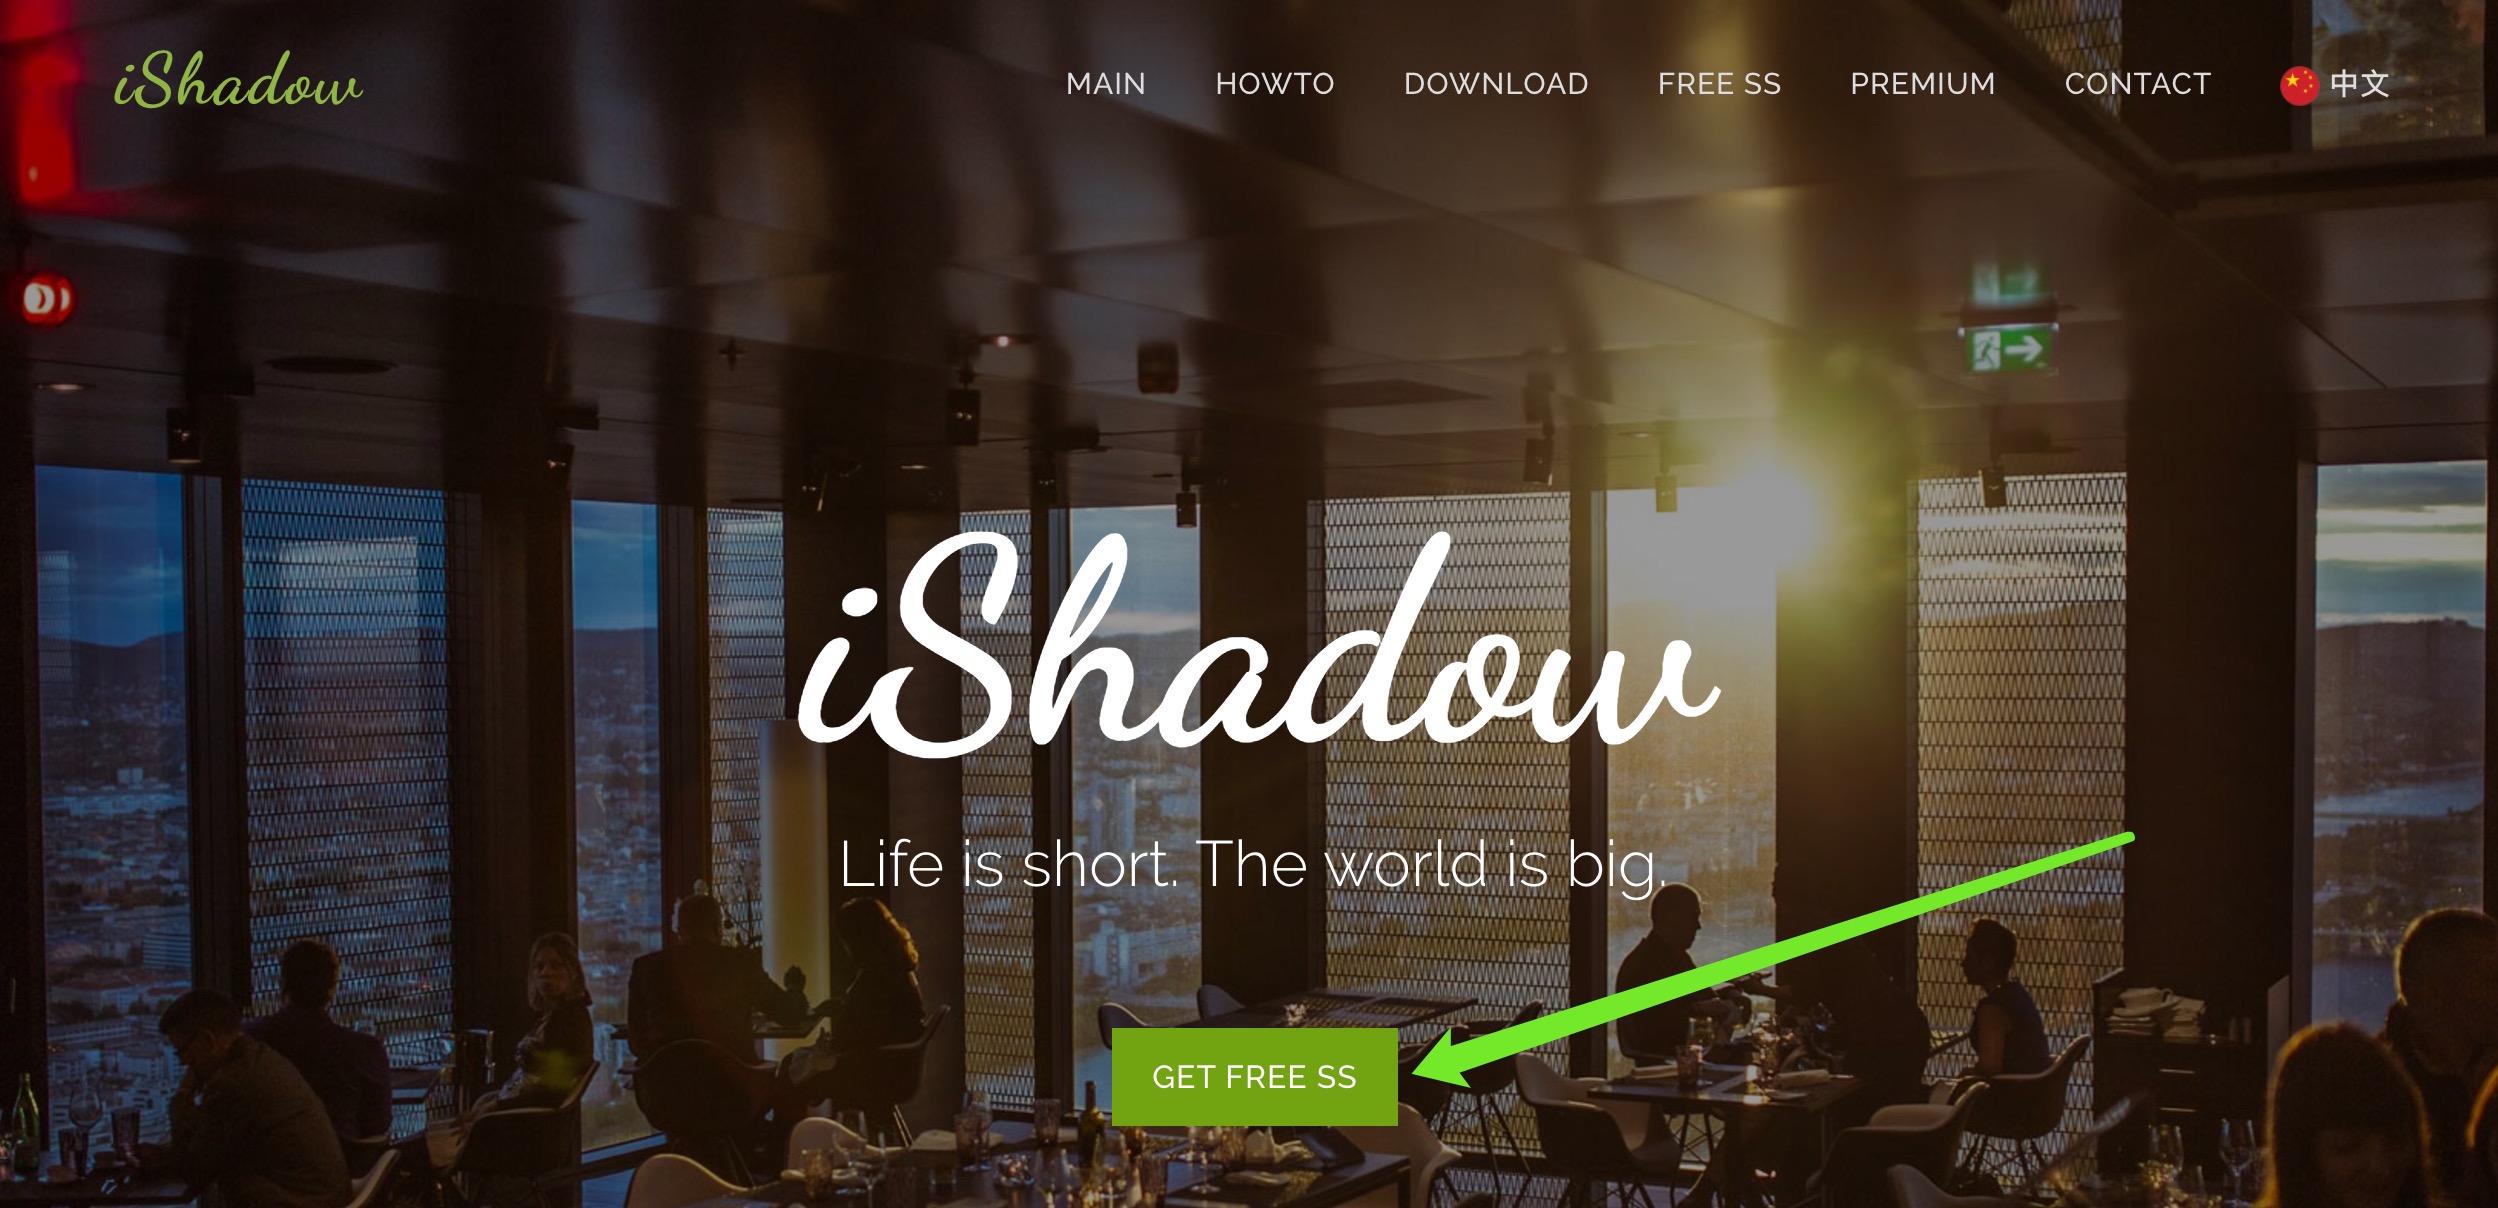 iShadow
MAIN HOWTO DOWNLOAD FREE SS PREMIUM CONTACT 中文
iShadow
Life is short. The world is big.
GET FREE SS